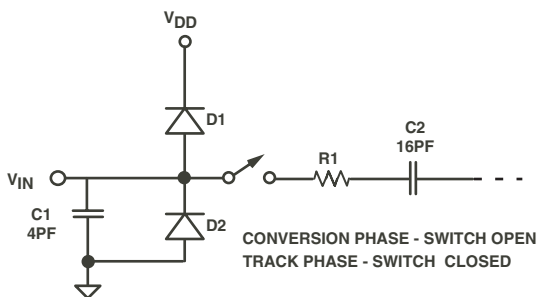 VDD
D1
C2
16PF
R1
VIN
C1
4PF
D2
CONVERSION PHASE - SWITCH OPEN
TRACK PHASE - SWITCH CLOSED